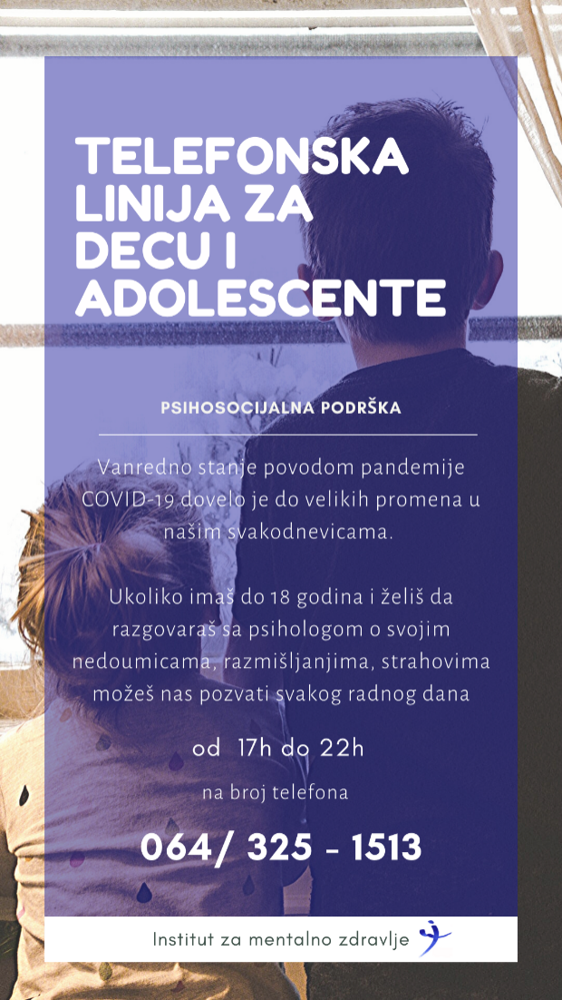 TELEFONSKA
LINIJA ZA
DECU I
ADOLESCENTE
PSIHOSOCIJALNA PODRŠKA
Vanredno stanje povodom pandemije
COVID-19 dovelo je do velikih promena u
našim svakodnevicama.
Ukoliko imaš do 18 godina i želiš da
razgovaraš sa psihologom o svojim
nedoumicama, razmišljanjima, strahovima
možeš nas pozvati svakog radnog dana
od 17h do 22h
na broj telefona
064/ 325 - 1513
Institut za mentalno zdravlje